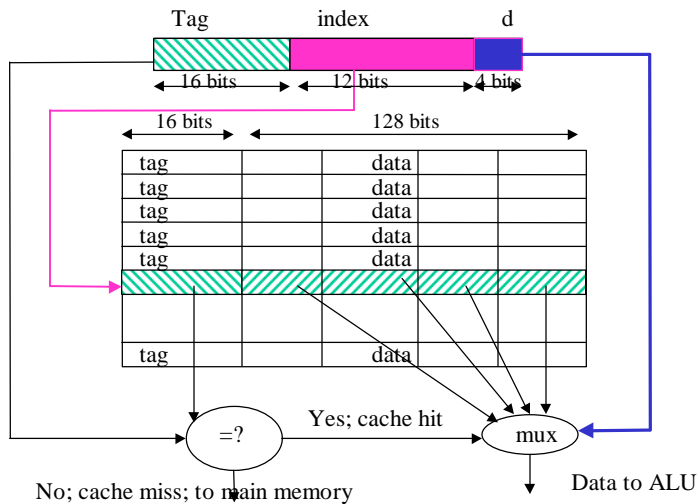 Tag index d
16 bits 12 bits 4 bits
16 bits 128 bits
tag data
tag data
tag data
tag data
tag data
tag data
Yes; cache hit
=? mux
No; cache miss; to main memory
Data to ALU